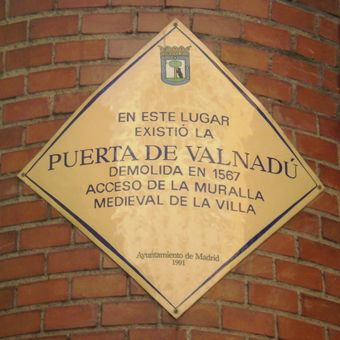 EN ESTE LUGAR
EXISTIÓ LA
PUERTA DE VALNADÚ
DEMOLIDA EN 1567
ACCESO DE LA MURALLA
MEDIEVAL DE LA VILLA
Ayuntamiento de Madrid
1991